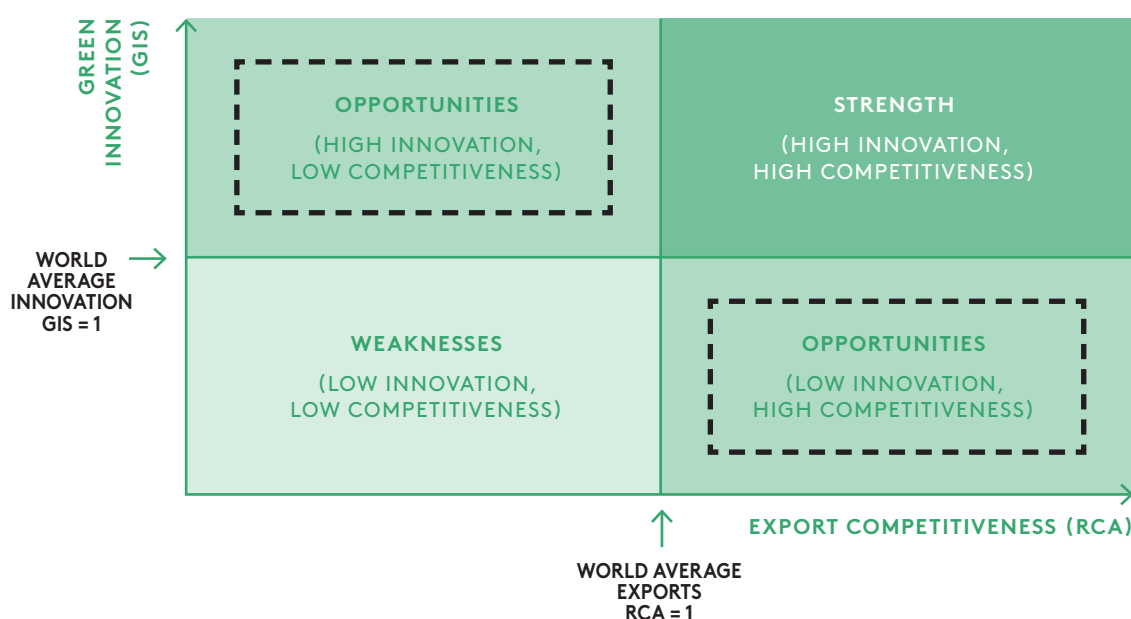 GREEN
INNOVATION
(GIS)
OPPORTUNITIES
(HIGH INNOVATION,
LOW COMPETITIVENESS)
STRENGTH
(HIGH INNOVATION,
HIGH COMPETITIVENESS)
WORLD
AVERAGE
INNOVATION
GIS = 1
WEAKNESSES
(LOW INNOVATION,
LOW COMPETITIVENESS)
OPPORTUNITIES
(LOW INNOVATION,
HIGH COMPETITIVENESS)
EXPORT COMPETITIVENESS (RCA)
WORLD AVERAGE
EXPORTS
RCA = 1